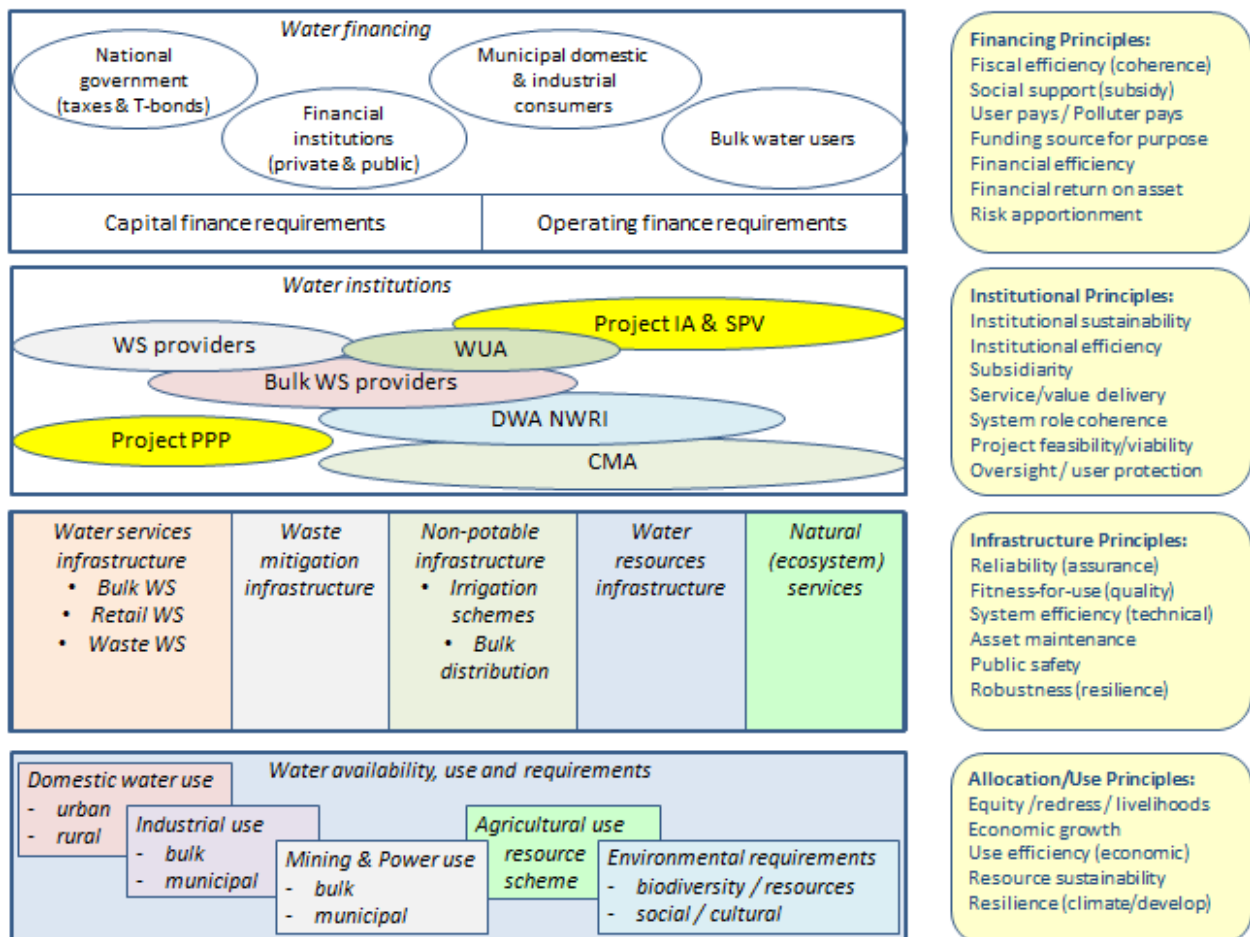 Water financing
National
government
(taxes & T-bonds)
Financial
institutions
(private & public)
Municipal domestic
& industrial
consumers
Bulk water users
Capital finance requirements
Operating finance requirements
Financing Principles:
Fiscal efficiency (coherence)
Social support (subsidy)
User pays / Polluter pays
Funding source for purpose
Financial efficiency
Financial return on asset
Risk apportionment
Water institutions
Project IA & SPV
WS providers
WUA
Bulk WS providers
DWA NWRI
Project PPP
CMA
Institutional Principles:
Institutional sustainability
Institutional efficiency
Subsidiarity
Service/value delivery
System role coherence
Project feasibility/viability
Oversight / user protection
Water services
infrastructure
• Bulk WS
• Retail WS
• Waste WS
Waste
mitigation
infrastructure
Non-potable
infrastructure
• Irrigation
schemes
• Bulk
distribution
Water
resources
infrastructure
Natural
(ecosystem)
services
Infrastructure Principles:
Reliability (assurance)
Fitness-for-use (quality)
System efficiency (technical)
Asset maintenance
Public safety
Robustness (resilience)
Water availability, use and requirements
Domestic water use
- urban
- rural
Industrial use
- bulk
- municipal
Mining & Power use
- bulk
- municipal
Agricultural use
- resource
- scheme
Environmental requirements
- biodiversity / resources
- social / cultural
Allocation/Use Principles:
Equity /redress / livelihoods
Economic growth
Use efficiency (economic)
Resource sustainability
Resilience (climate/develop)